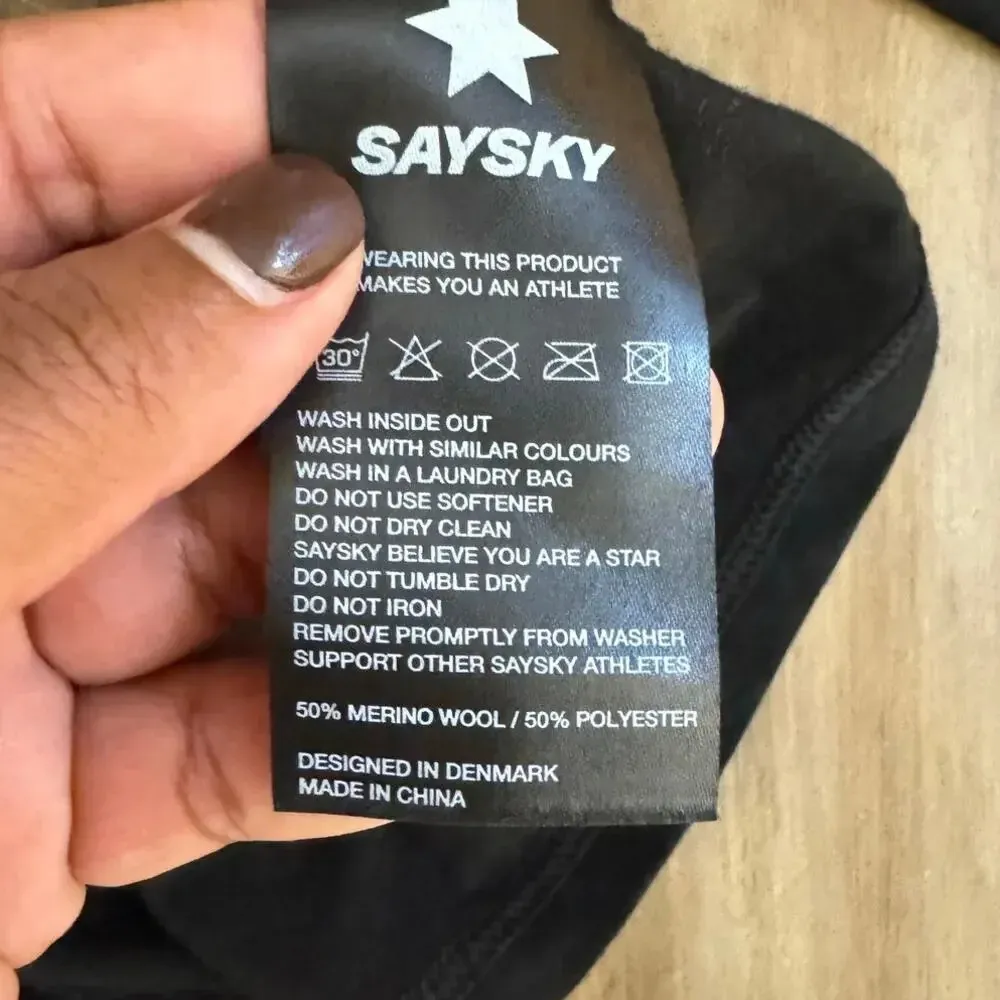 SAYSKY
WEARING THIS PRODUCT
MAKES YOU AN ATHLETE
30°
WASH INSIDE OUT
WASH WITH SIMILAR COLOURS
WASH IN A LAUNDRY BAG
DO NOT USE SOFTENER
DO NOT DRY CLEAN
SAYSKY BELIEVE YOU ARE A STAR
DO NOT TUMBLE DRY
DO NOT IRON
REMOVE PROMPTLY FROM WASHER
SUPPORT OTHER SAYSKY ATHLETES
50% MERINO WOOL / 50% POLYESTER
DESIGNED IN DENMARK
MADE IN CHINA